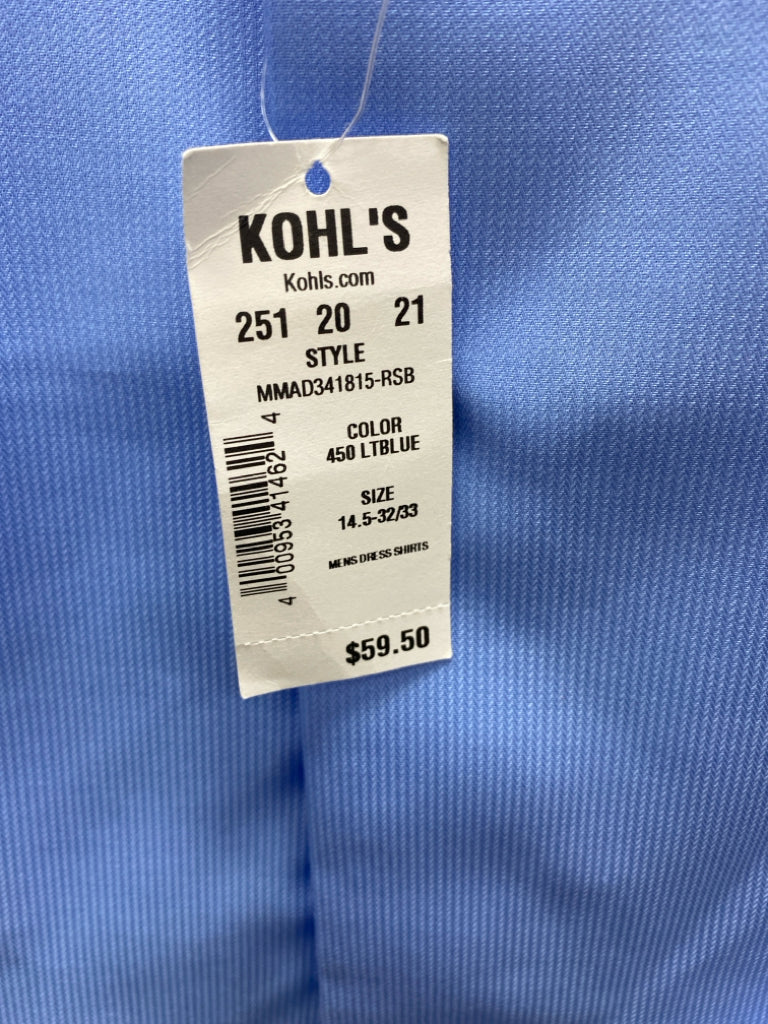 KOHL'S
Kohls.com
251 20 21
STYLE
MMAD341815-RSB
COLOR
450 LTBLUE
SIZE
14.5-32/33
MENS DRESS SHIRTS
4 00953 41462 4
$59.50